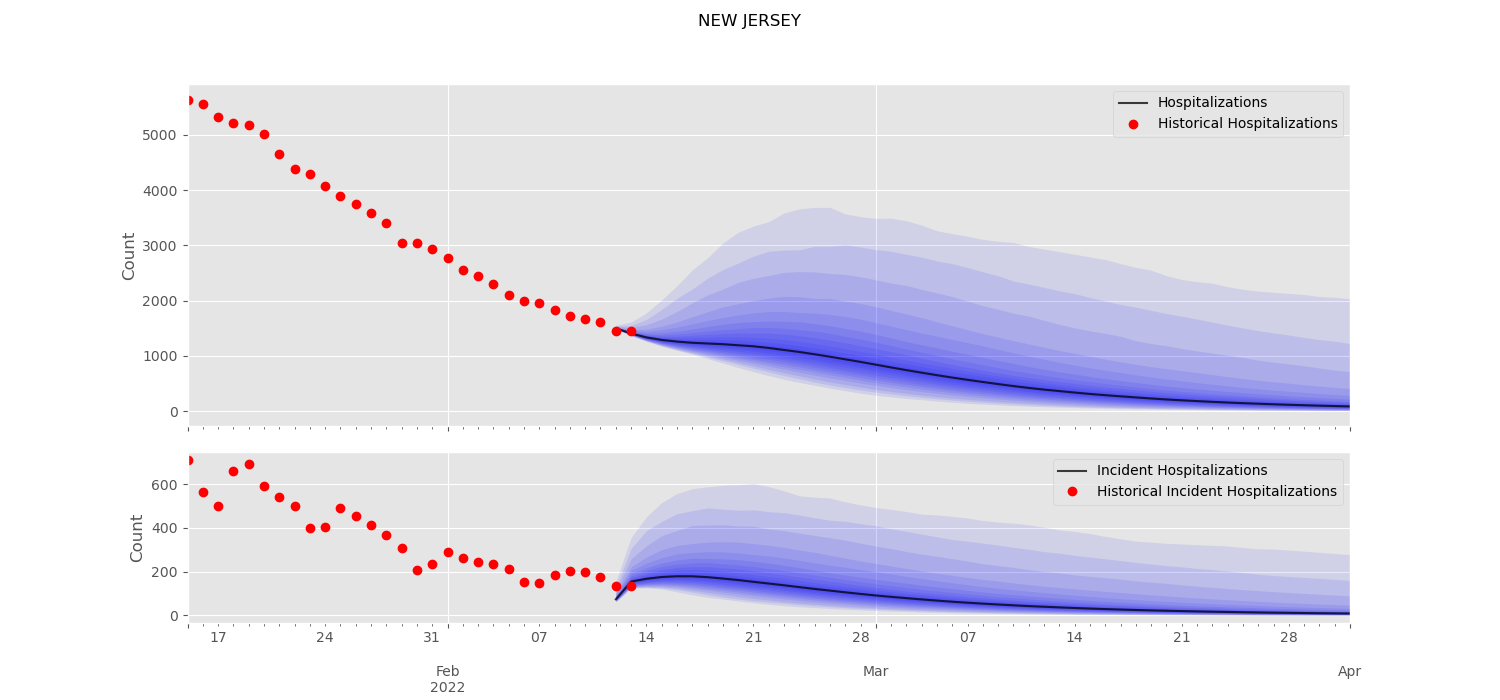 NEW JERSEY
Hospitalizations
Historical Hospitalizations
Count
5000
4000
3000
2000
1000
0
Incident Hospitalizations
Historical Incident Hospitalizations
Count
600
400
200
0
17 24 31 07 14 21 28 07 14 21 28
Feb Mar Apr
2022